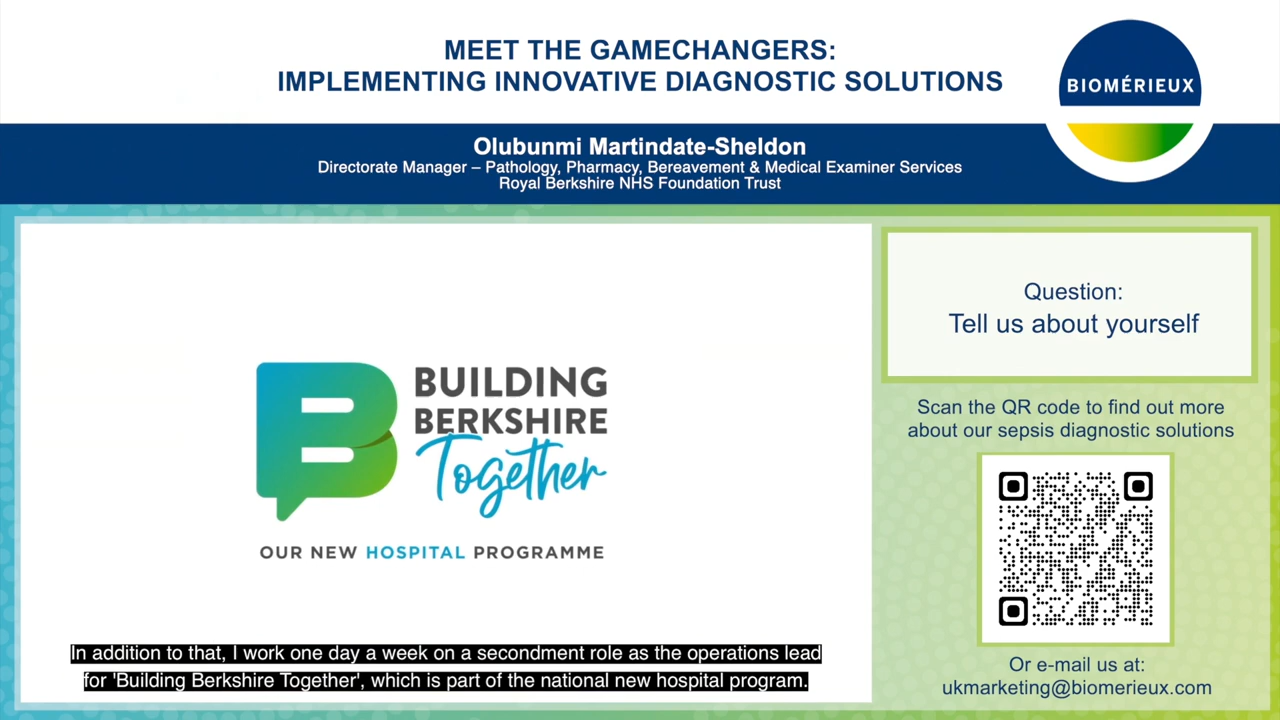 MEET THE GAMECHANGERS:
IMPLEMENTING INNOVATIVE DIAGNOSTIC SOLUTIONS
BIOMÉRIEUX
Olubunmi Martindate-Sheldon
Directorate Manager – Pathology, Pharmacy, Bereavement & Medical Examiner Services
Royal Berkshire NHS Foundation Trust
B BUILDING
BERKSHIRE
Together
OUR NEW HOSPITAL PROGRAMME
In addition to that, I work one day a week on a secondment role as the operations lead
for 'Building Berkshire Together', which is part of the national new hospital program.
Question:
Tell us about yourself
Scan the QR code to find out more
about our sepsis diagnostic solutions
Or e-mail us at:
ukmarketing@biomerieux.com